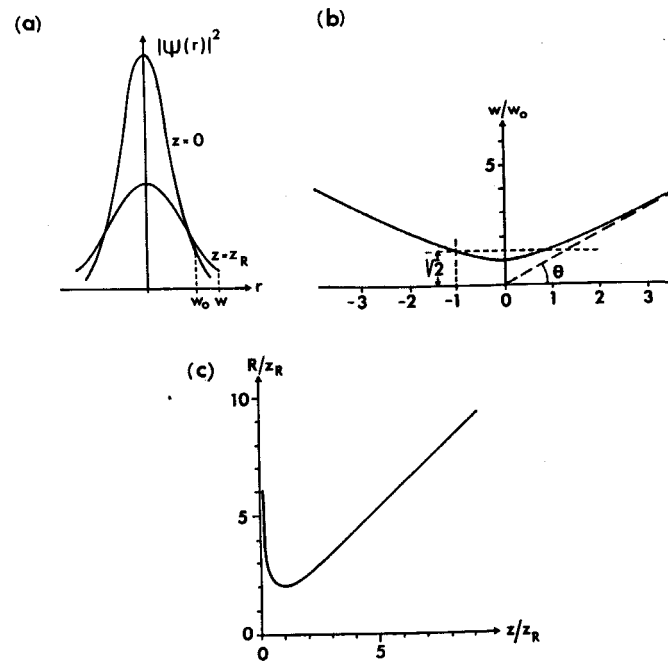 (a)
|Ψ(r)|²
z=0
z=z_R
w₀ w r
(b)
w/w₀
5
√2
θ
-3 -2 -1 0 1 2 3
(c)
R/z_R
10
5
0
0 5 z/z_R